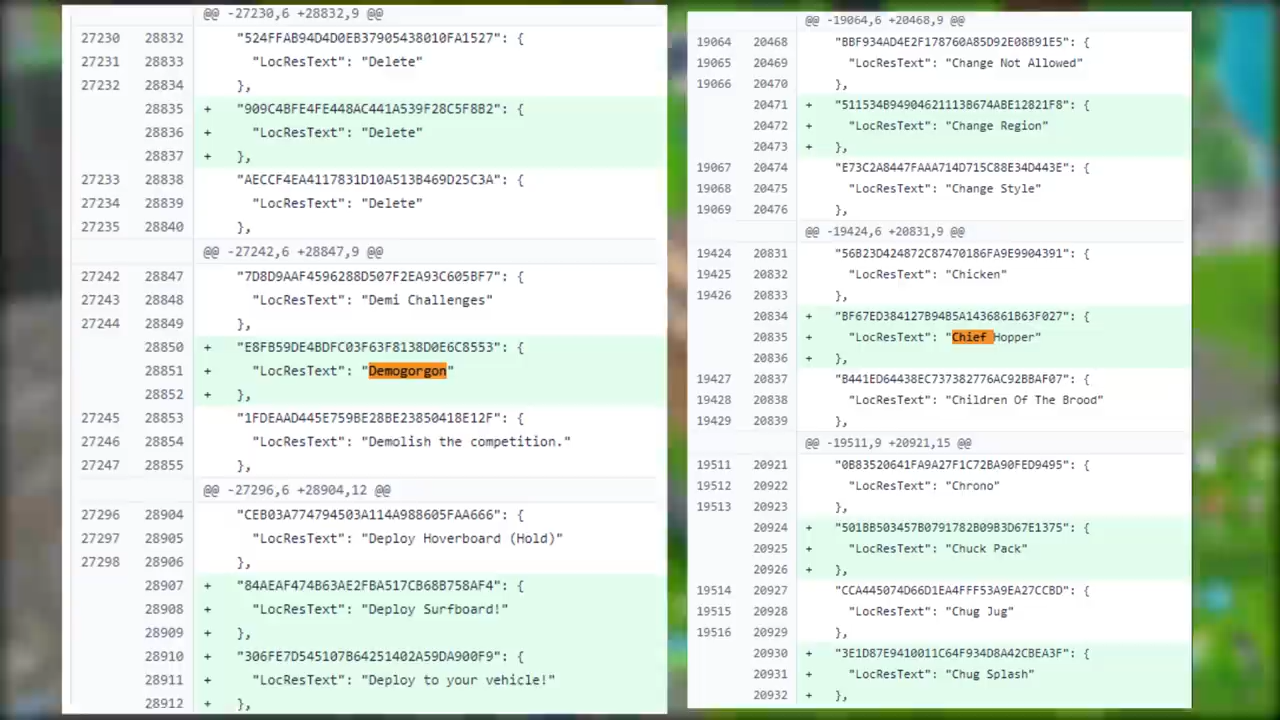 @@ -27230,6 +28832,9 @@
27230 28832 "524FFAB94D4D0EB37905438010FA1527": {
27231 28833 "LocResText": "Delete"
27232 28834 },
28835 + "909C4BFE4FE448AC441A539F28C5F8B2": {
28836 + "LocResText": "Delete"
28837 + },
27233 28838 "AECCF4EA4117831D10A513B469D25C3A": {
27234 28839 "LocResText": "Delete"
27235 28840 },
@@ -27242,6 +28847,9 @@
27242 28847 "7D8D9AAF4596288D507F2EA93C605BF7": {
27243 28848 "LocResText": "Demi Challenges"
27244 28849 },
28850 + "E8FB59DE4BDFC03F63F8138D0E6C8553": {
28851 + "LocResText": "Demogorgon"
28852 + },
27245 28853 "1FDEAAD445E759BE28BE23850418E12F": {
27246 28854 "LocResText": "Demolish the competition."
27247 28855 },
@@ -27296,6 +28904,12 @@
27296 28904 "CEB03A774794503A114A988605FAA666": {
27297 28905 "LocResText": "Deploy Hoverboard (Hold)"
27298 28906 },
28907 + "84AEAF474B63AE2FBA517CB68B758AF4": {
28908 + "LocResText": "Deploy Surfboard!"
28909 + },
28910 + "306FE7D545107B64251402A59DA900F9": {
28911 + "LocResText": "Deploy to your vehicle!"
28912 + },
@@ -19064,6 +20468,9 @@
19064 20468 "BBF934AD4E2F178760A85D92E08B91E5": {
19065 20469 "LocResText": "Change Not Allowed"
19066 20470 },
20471 + "511534B94904621113B674ABE12821F8": {
20472 + "LocResText": "Change Region"
20473 + },
19067 20474 "E73C2A8447FAAA714D715C88E34D443E": {
19068 20475 "LocResText": "Change Style"
19069 20476 },
@@ -19424,6 +20831,9 @@
19424 20831 "56B23D424872C87470186FA9E9904391": {
19425 20832 "LocResText": "Chicken"
19426 20833 },
20834 + "BF67ED384127B94B5A1436861B63F027": {
20835 + "LocResText": "Chief Hopper"
20836 + },
19427 20837 "B441ED64438EC737382776AC92BBAF07": {
19428 20838 "LocResText": "Children Of The Brood"
19429 20839 },
@@ -19511,9 +20921,15 @@
19511 20921 "0B83520641FA9A27F1C72BA90FED9495": {
19512 20922 "LocResText": "Chrono"
19513 20923 },
20924 + "501BB503457B0791782B09B3D67E1375": {
20925 + "LocResText": "Chuck Pack"
20926 + },
19514 20927 "CCA445074D66D1EA4FFF53A9EA27CCBD": {
19515 20928 "LocResText": "Chug Jug"
19516 20929 },
20930 + "3E1D87E9410011C64F934D8A42CBEA3F": {
20931 + "LocResText": "Chug Splash"
20932 + },